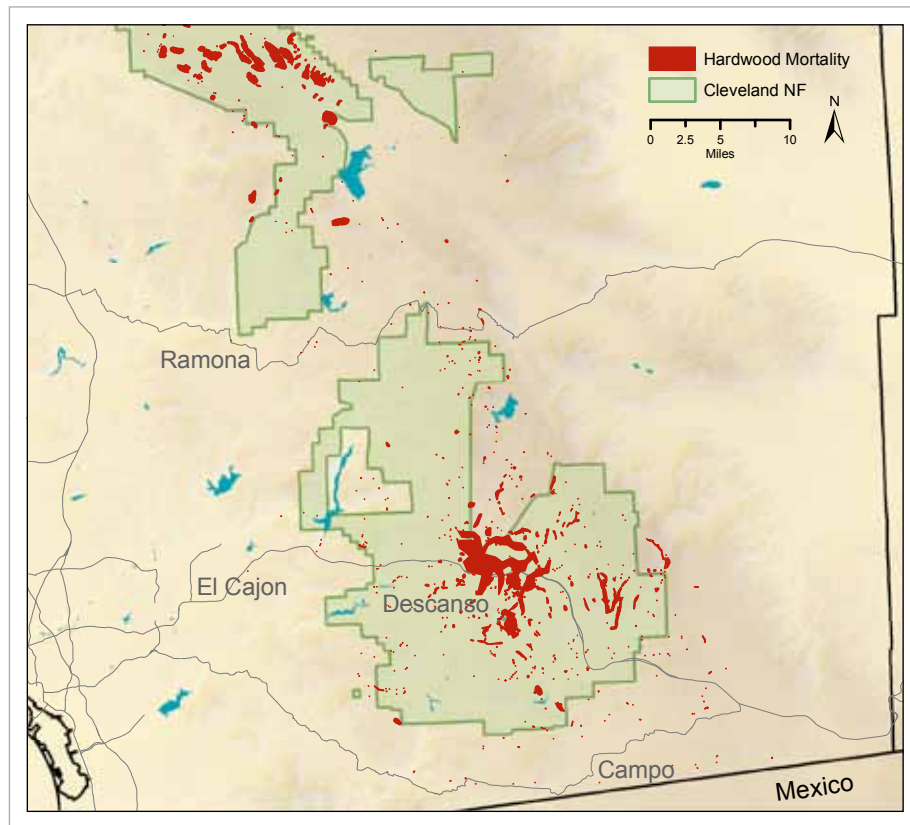 Hardwood Mortality
Cleveland NF
N
0 2.5 5 10
Miles
Ramona
El Cajon
Descanso
Campo
Mexico